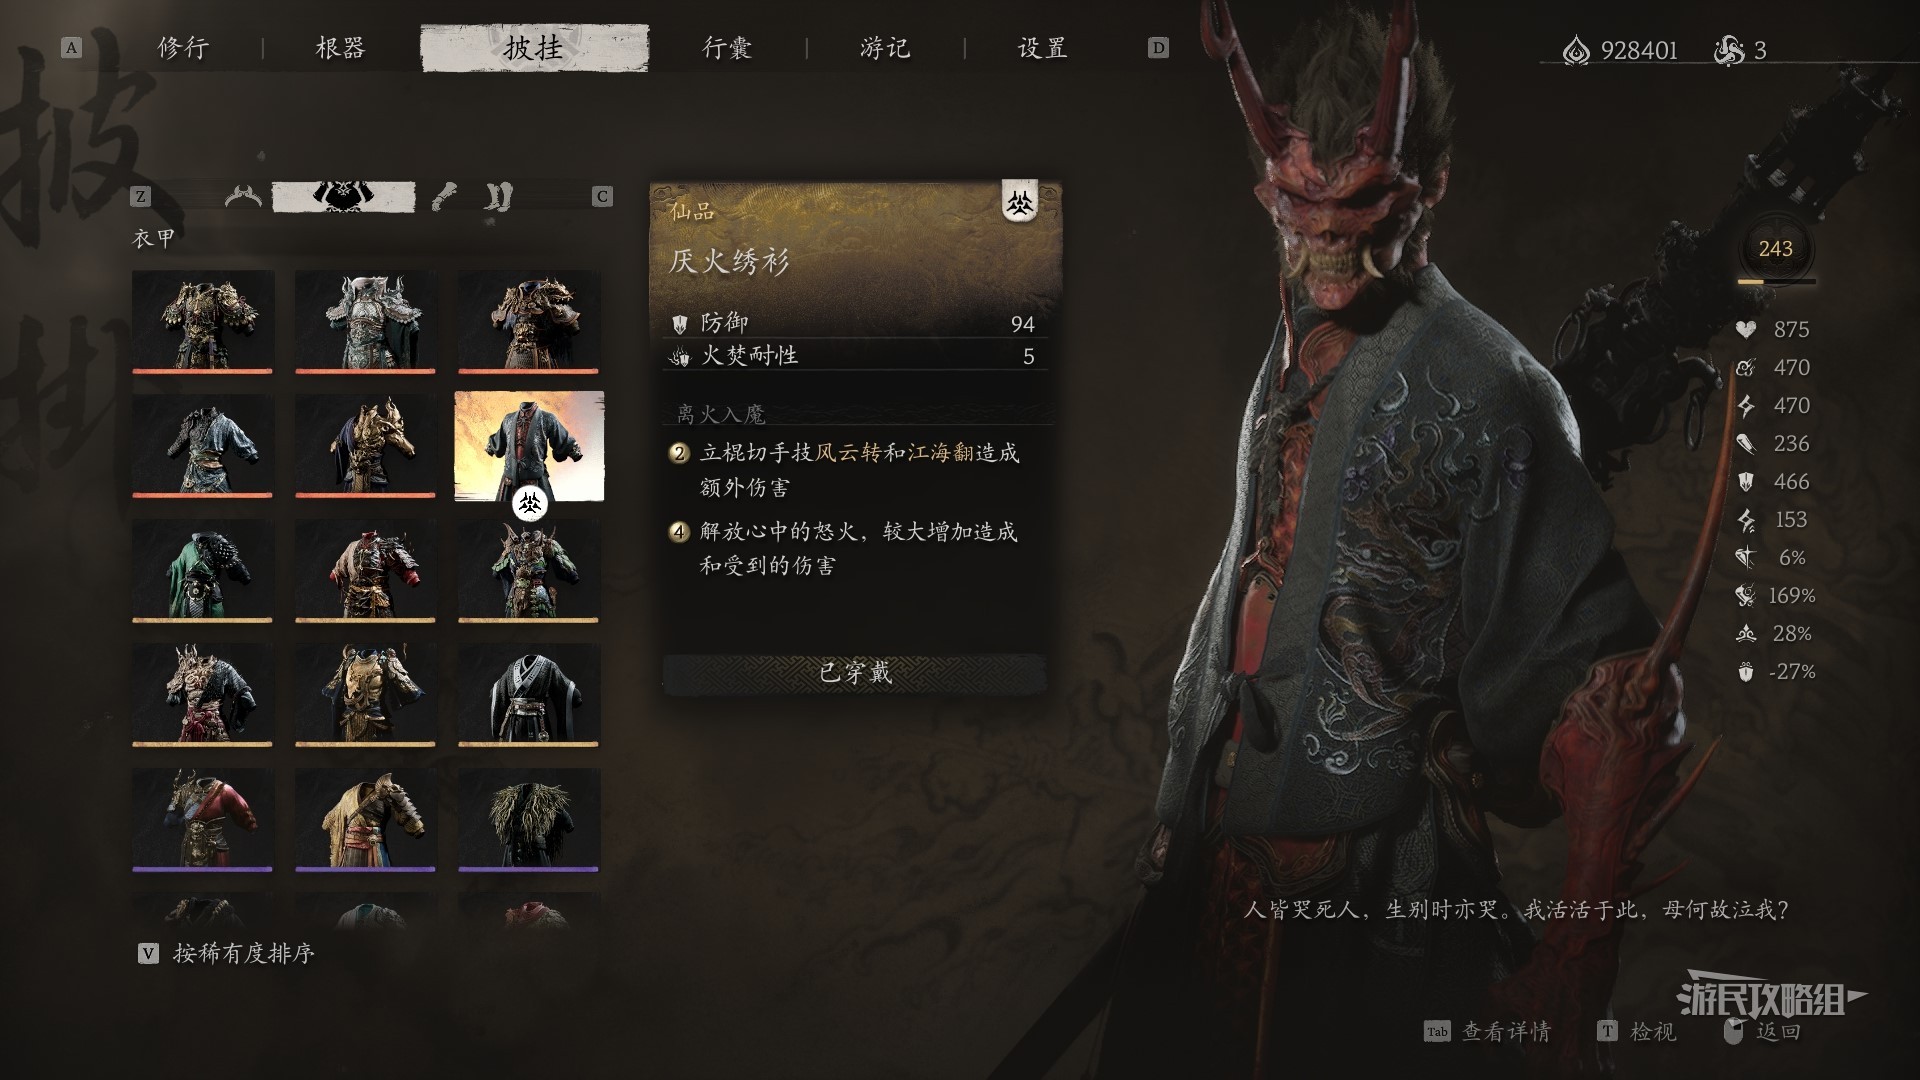 A
修行
根器
披挂
行囊
游记
设置
D
928401
3
披挂
Z
C
衣甲
仙品
厌火绣衫
防御 94
火焚耐性 5
离火入魔
2 立棍切手技风云转和江海翻造成
额外伤害
4 解放心中的怒火，较大增加造成
和受到的伤害
已穿戴
243
875
470
470
236
466
153
6%
169%
28%
-27%
人皆哭死人，生别时亦哭。我活活于此，母何故泣我？
V 按稀有度排序
游民攻略组
Tab 查看详情
T 检视
返回